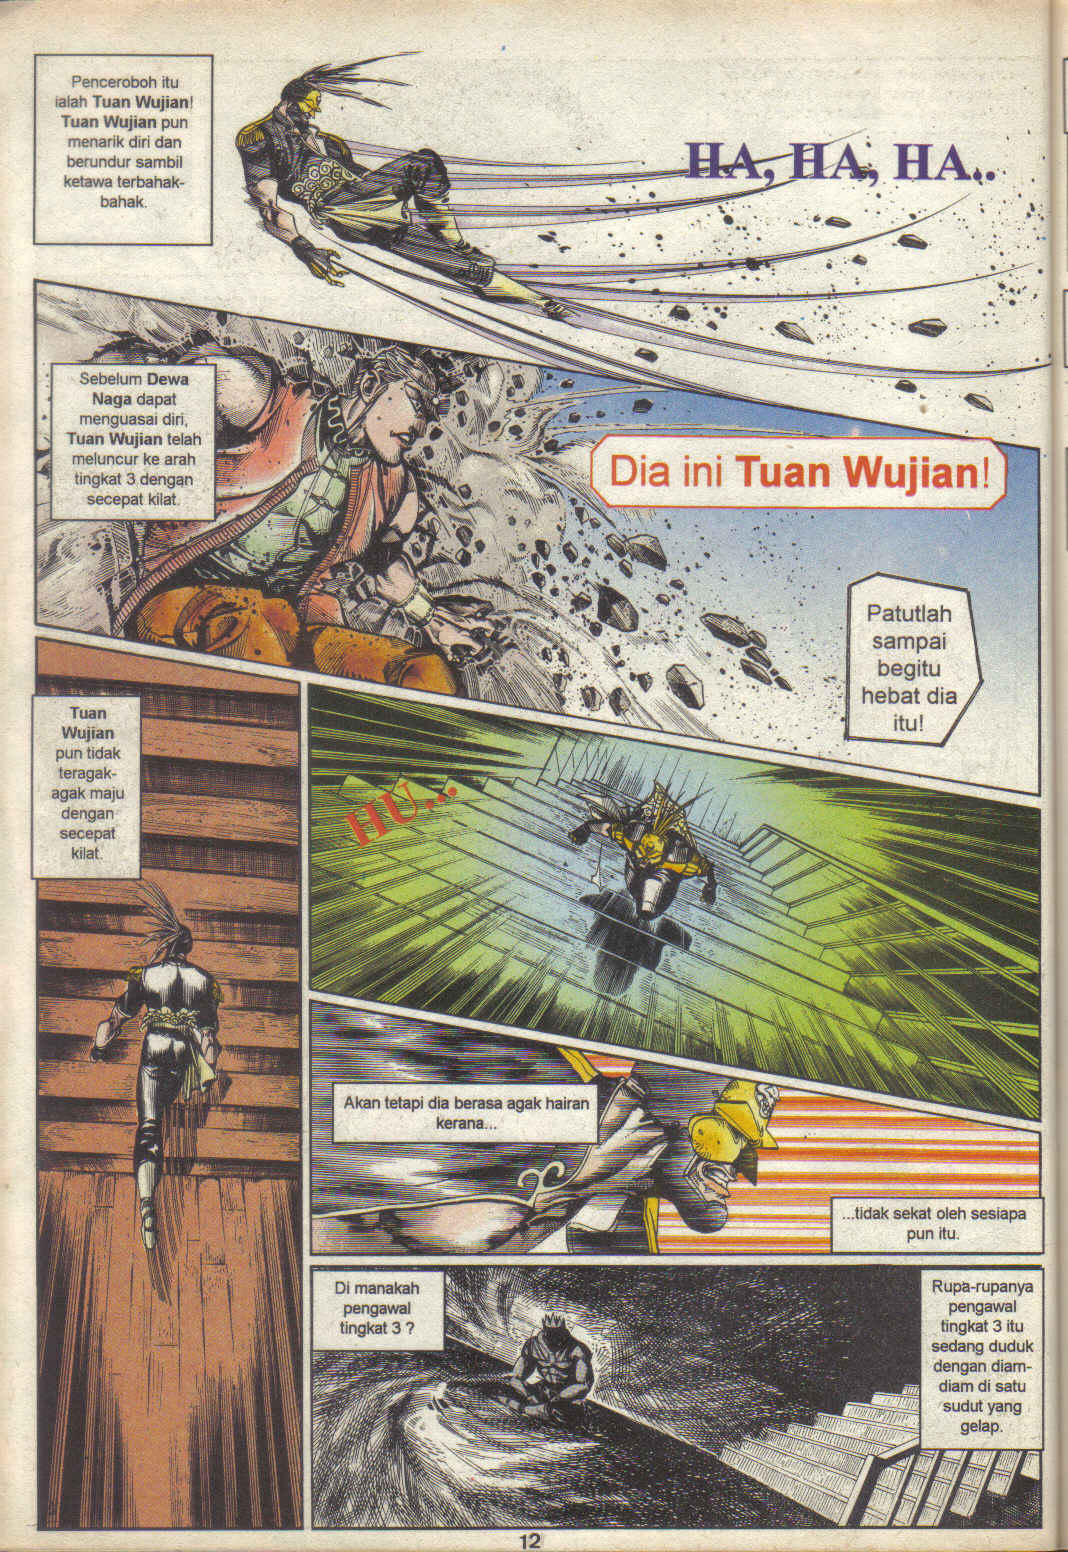 Penceroboh itu
ialah Tuan Wujian!
Tuan Wujian pun
menarik diri dan
berundur sambil
ketawa terbahak-
bahak.
HA, HA, HA..
Sebelum Dewa
Naga dapat
menguasai diri,
Tuan Wujian telah
meluncur ke arah
tingkat 3 dengan
secepat kilat.
Dia ini Tuan Wujian!
Patutlah
sampai
begitu
hebat dia
itu!
Tuan
Wujian
pun tidak
teragak-
agak maju
dengan
secepat
kilat.
HU...
Akan tetapi dia berasa agak hairan
kerana...
...tidak sekat oleh sesiapa
pun itu.
Di manakah
pengawal
tingkat 3 ?
Rupa-rupanya
pengawal
tingkat 3 itu
sedang duduk
dengan diam-
diam di satu
sudut yang
gelap.
12